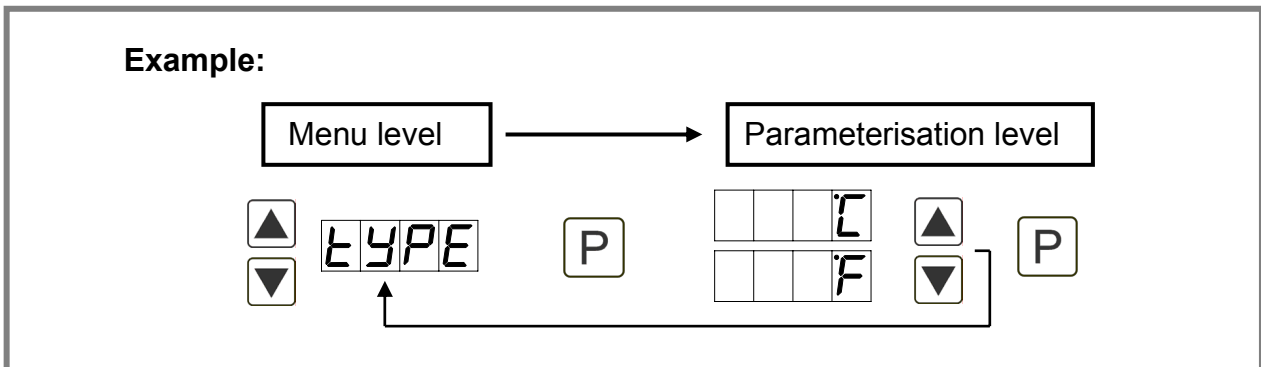 Example:
Menu level
Parameterisation level
tYPE
P
°C
°F
P